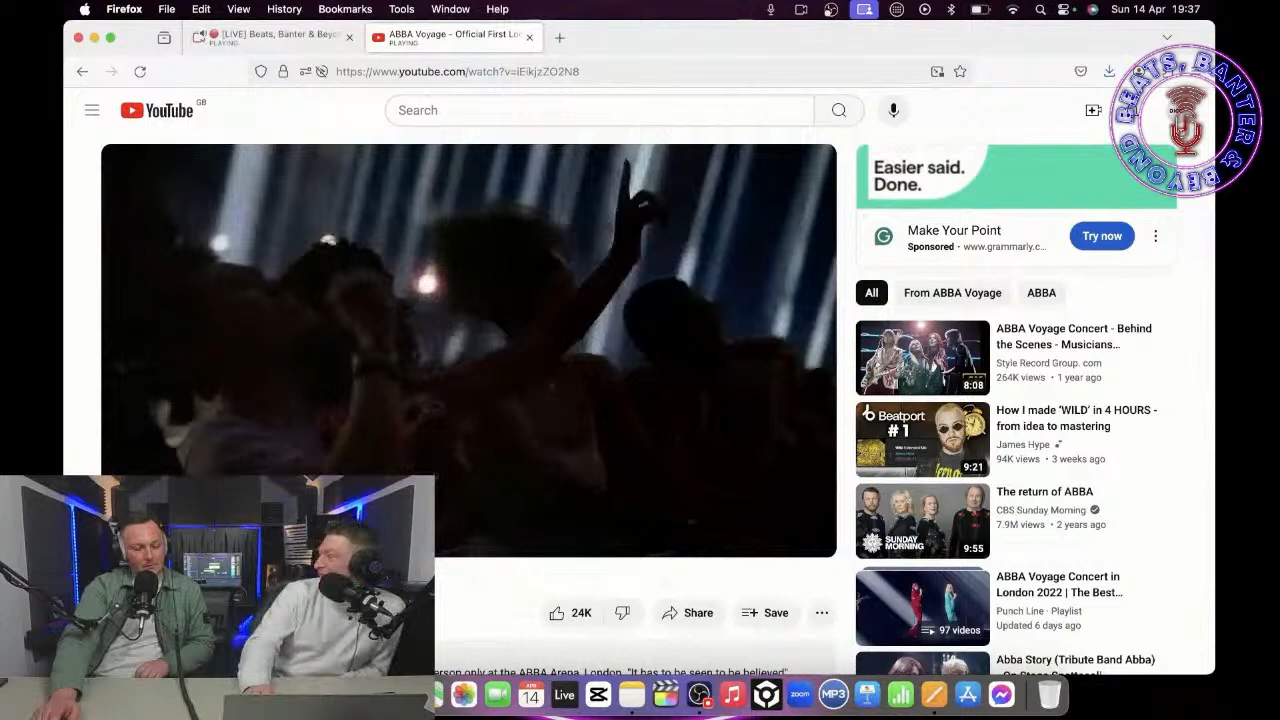 Firefox File Edit View History Bookmarks Tools Window Help
Sun 14 Apr 19:37
[LIVE] Beats, Banter & Beyo
PLAYING
ABBA Voyage - Official First Lo
PLAYING
https://www.youtube.com/watch?v=iEikjzZO2N8
YouTube GB
Search
BEATS, BANTER & BEYOND
Easier said.
Done.
Make Your Point
Sponsored · www.grammarly.c...
Try now
All
From ABBA Voyage
ABBA
ABBA Voyage Concert - Behind
the Scenes - Musicians...
Style Record Group. com
264K views • 1 year ago
8:08
Beatport
#1
How I made ‘WILD’ in 4 HOURS -
from idea to mastering
James Hype
94K views • 3 weeks ago
9:21
SUNDAY
MORNING
The return of ABBA
CBS Sunday Morning
7.9M views • 2 years ago
9:55
ABBA Voyage Concert in
London 2022 | The Best...
Punch Line · Playlist
Updated 6 days ago
97 videos
Abba Story (Tribute Band Abba)
24K
Share
Save
erson only at the ABBA Arena, London. "It has to be seen to be believed"
APR
14
Live
zoom
MP3